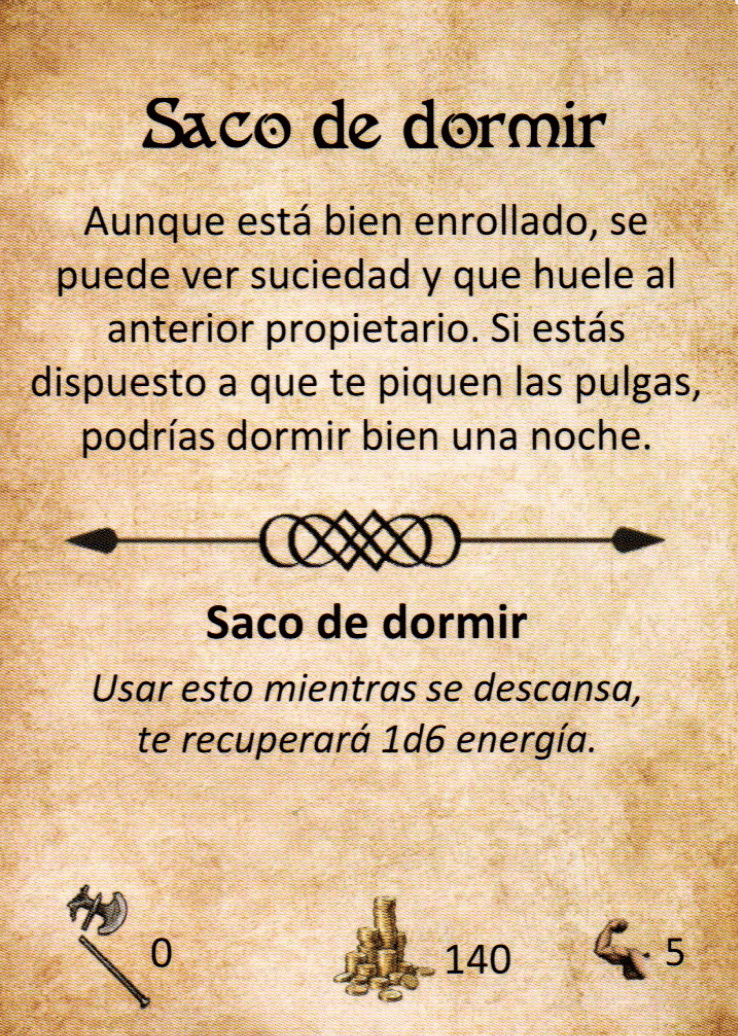 Saco de dormir
Aunque está bien enrollado, se
puede ver suciedad y que huele al
anterior propietario. Si estás
dispuesto a que te piquen las pulgas,
podrías dormir bien una noche.
Saco de dormir
Usar esto mientras se descansa,
te recuperará 1d6 energía.
0 140 5